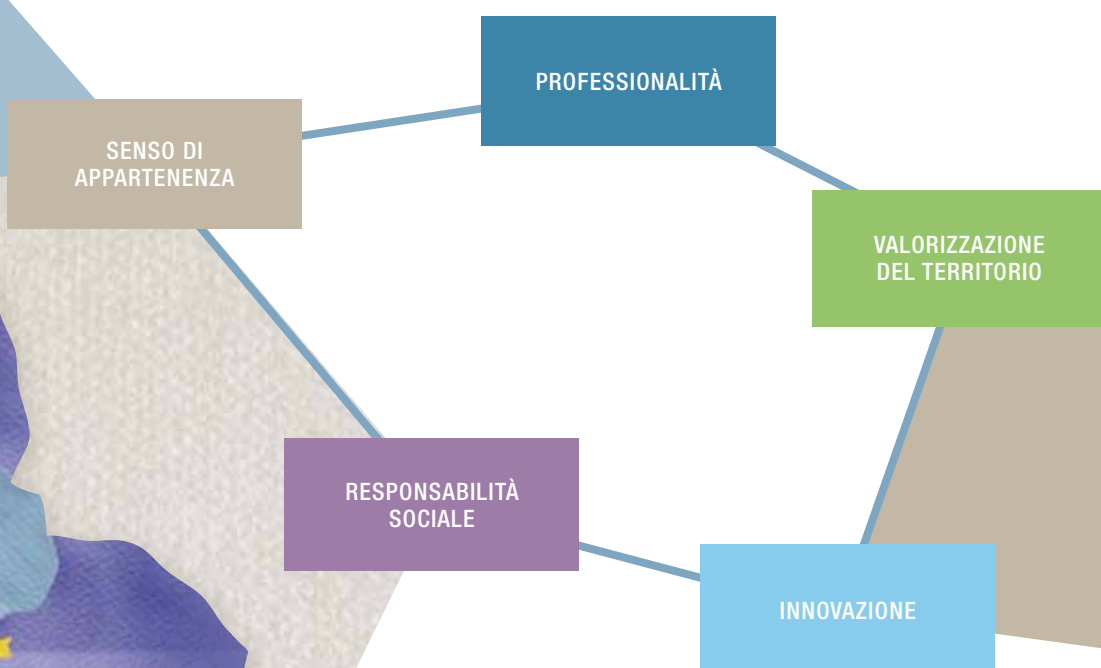 PROFESSIONALITÀ
SENSO DI
APPARTENENZA
VALORIZZAZIONE
DEL TERRITORIO
RESPONSABILITÀ
SOCIALE
INNOVAZIONE